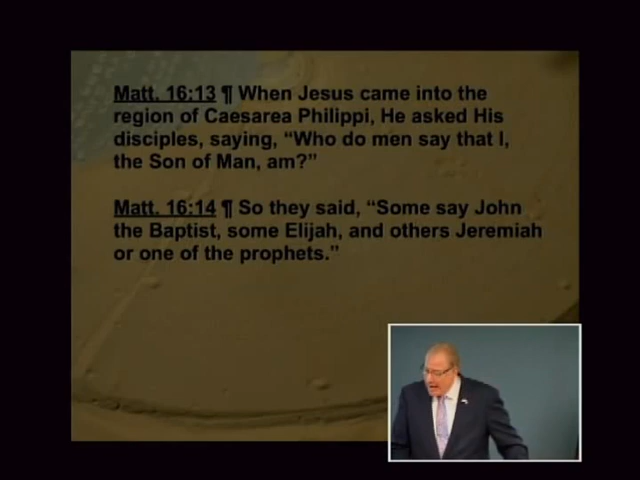 Matt. 16:13 ¶ When Jesus came into the
region of Caesarea Philippi, He asked His
disciples, saying, “Who do men say that I,
the Son of Man, am?”
Matt. 16:14 ¶ So they said, “Some say John
the Baptist, some Elijah, and others Jeremiah
or one of the prophets.”